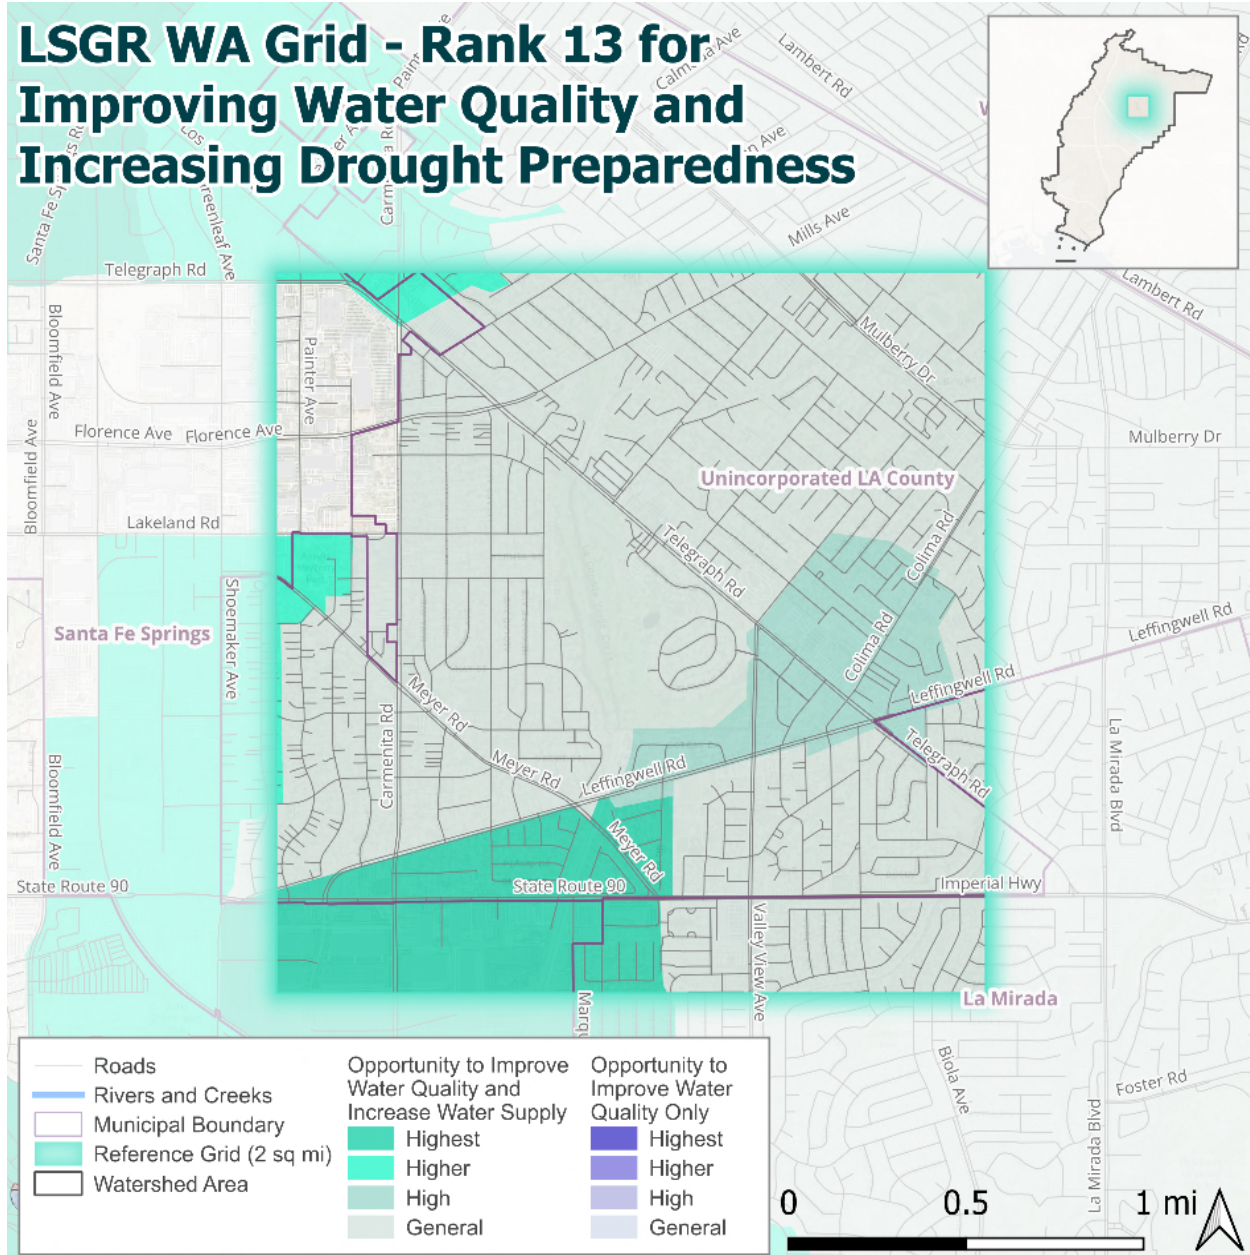 LSGR WA Grid - Rank 13 for
Improving Water Quality and
Increasing Drought Preparedness
Lambert Rd
Mills Ave
Santa Fe
Telegraph Rd
Lambert Rd
Bloomfield Ave
Painter Ave
Mulberry Dr
Florence Ave
Florence Ave
Mulberry Dr
Bloomfield Ave
Unincorporated LA County
Lakeland Rd
Colima Rd
Telegraph Rd
Shoemaker Ave
Santa Fe Springs
Leffingwell Rd
Colima Rd
Leffingwell Rd
Meyer Rd
Carmenita Rd
Meyer Rd
Leffingwell Rd
Telegraph Rd
La Mirada Blvd
Bloomfield Ave
Meyer Rd
State Route 90
State Route 90
Imperial Hwy
Valley View Ave
La Mirada
Biola Ave
Foster Rd
La Mirada Blvd
Roads
Rivers and Creeks
Municipal Boundary
Reference Grid (2 sq mi)
Watershed Area
Opportunity to Improve
Water Quality and
Increase Water Supply
Highest
Higher
High
General
Opportunity to
Improve Water
Quality Only
Highest
Higher
High
General
0 0.5 1 mi